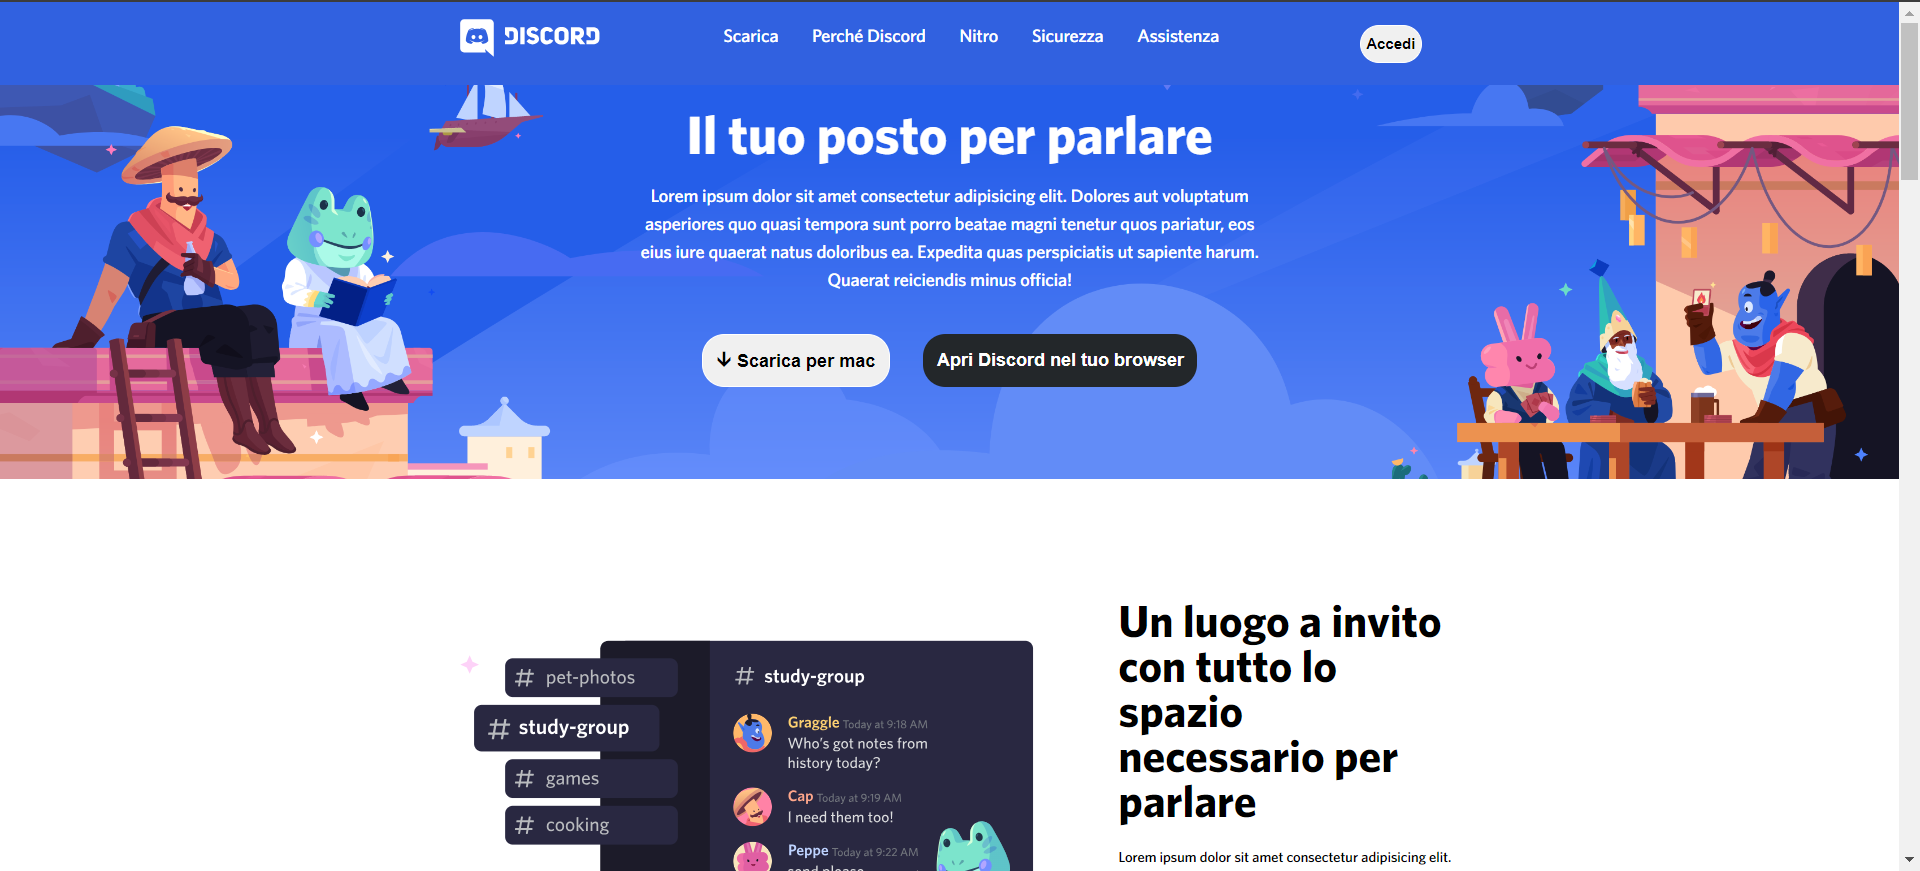 DISCORD
Scarica
Perché Discord
Nitro
Sicurezza
Assistenza
Accedi
Il tuo posto per parlare
Lorem ipsum dolor sit amet consectetur adipisicing elit. Dolores aut voluptatum
asperiores quo quasi tempora sunt porro beatae magni tenetur quos pariatur, eos
eius iure quaerat natus doloribus ea. Expedita quas perspiciatis ut sapiente harum.
Quaerat reiciendis minus officia!
Scarica per mac
Apri Discord nel tuo browser
# pet-photos
# study-group
# games
# cooking
# study-group
Graggle Today at 9:18 AM
Who's got notes from
history today?
Cap Today at 9:19 AM
I need them too!
Peppe Today at 9:22 AM
send please
Un luogo a invito
con tutto lo
spazio
necessario per
parlare
Lorem ipsum dolor sit amet consectetur adipisicing elit.